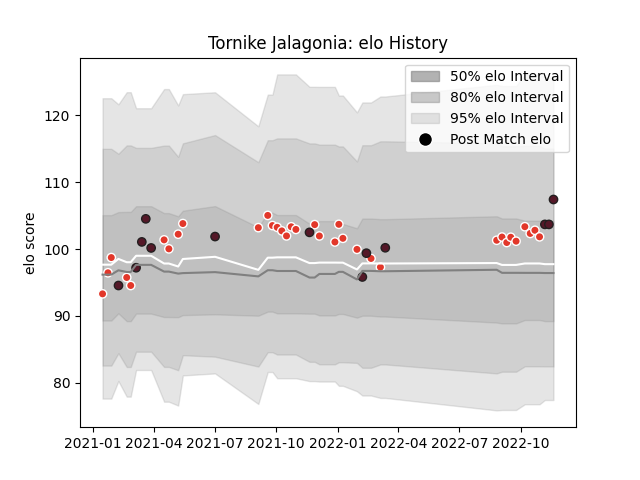 Tornike Jalagonia: elo History
50% elo Interval
80% elo Interval
95% elo Interval
Post Match elo
elo score
120
110
100
90
80
2021-01 2021-04 2021-07 2021-10 2022-01 2022-04 2022-07 2022-10